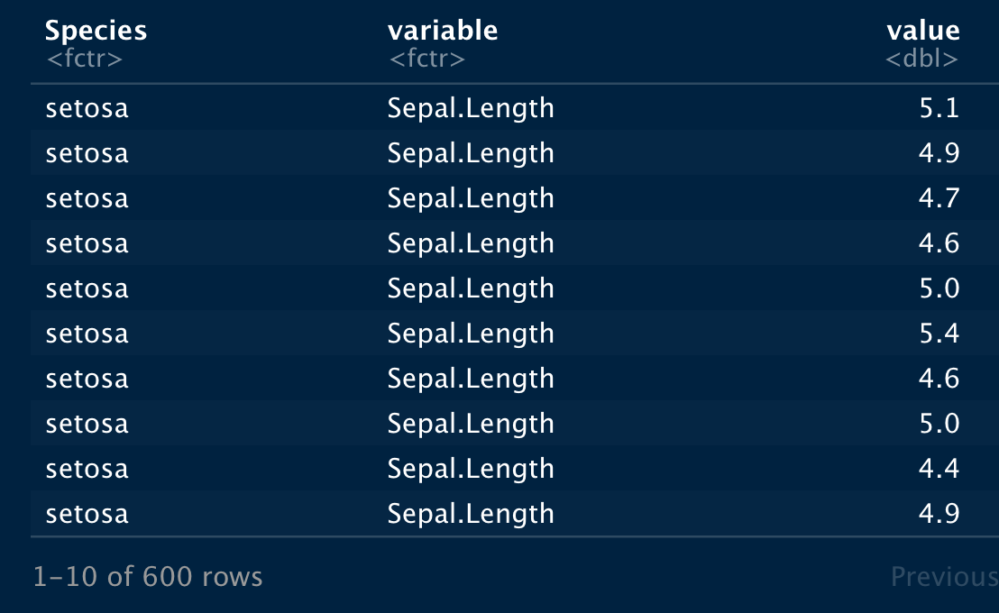 Species variable value
<fctr> <fctr> <dbl>
setosa Sepal.Length 5.1
setosa Sepal.Length 4.9
setosa Sepal.Length 4.7
setosa Sepal.Length 4.6
setosa Sepal.Length 5.0
setosa Sepal.Length 5.4
setosa Sepal.Length 4.6
setosa Sepal.Length 5.0
setosa Sepal.Length 4.4
setosa Sepal.Length 4.9
1-10 of 600 rows Previous